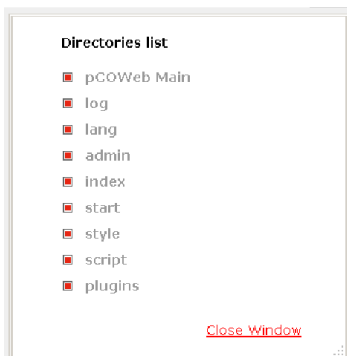 Directories list
pCOWeb Main
log
lang
admin
index
start
style
script
plugins
Close Window